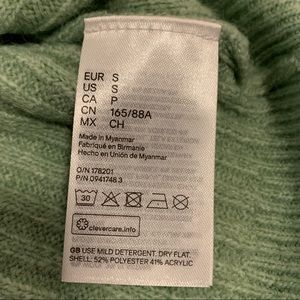 EUR S
US S
CA P
CN 165/88A
MX CH
Made in Myanmar
Fabriqué en Birmanie
Hecho en Unión de Myanmar
O/N 178201
P/N 0941748.3
30
clevercare.info
GB USE MILD DETERGENT. DRY FLAT.
SHELL: 52% POLYESTER 41% ACRYLIC